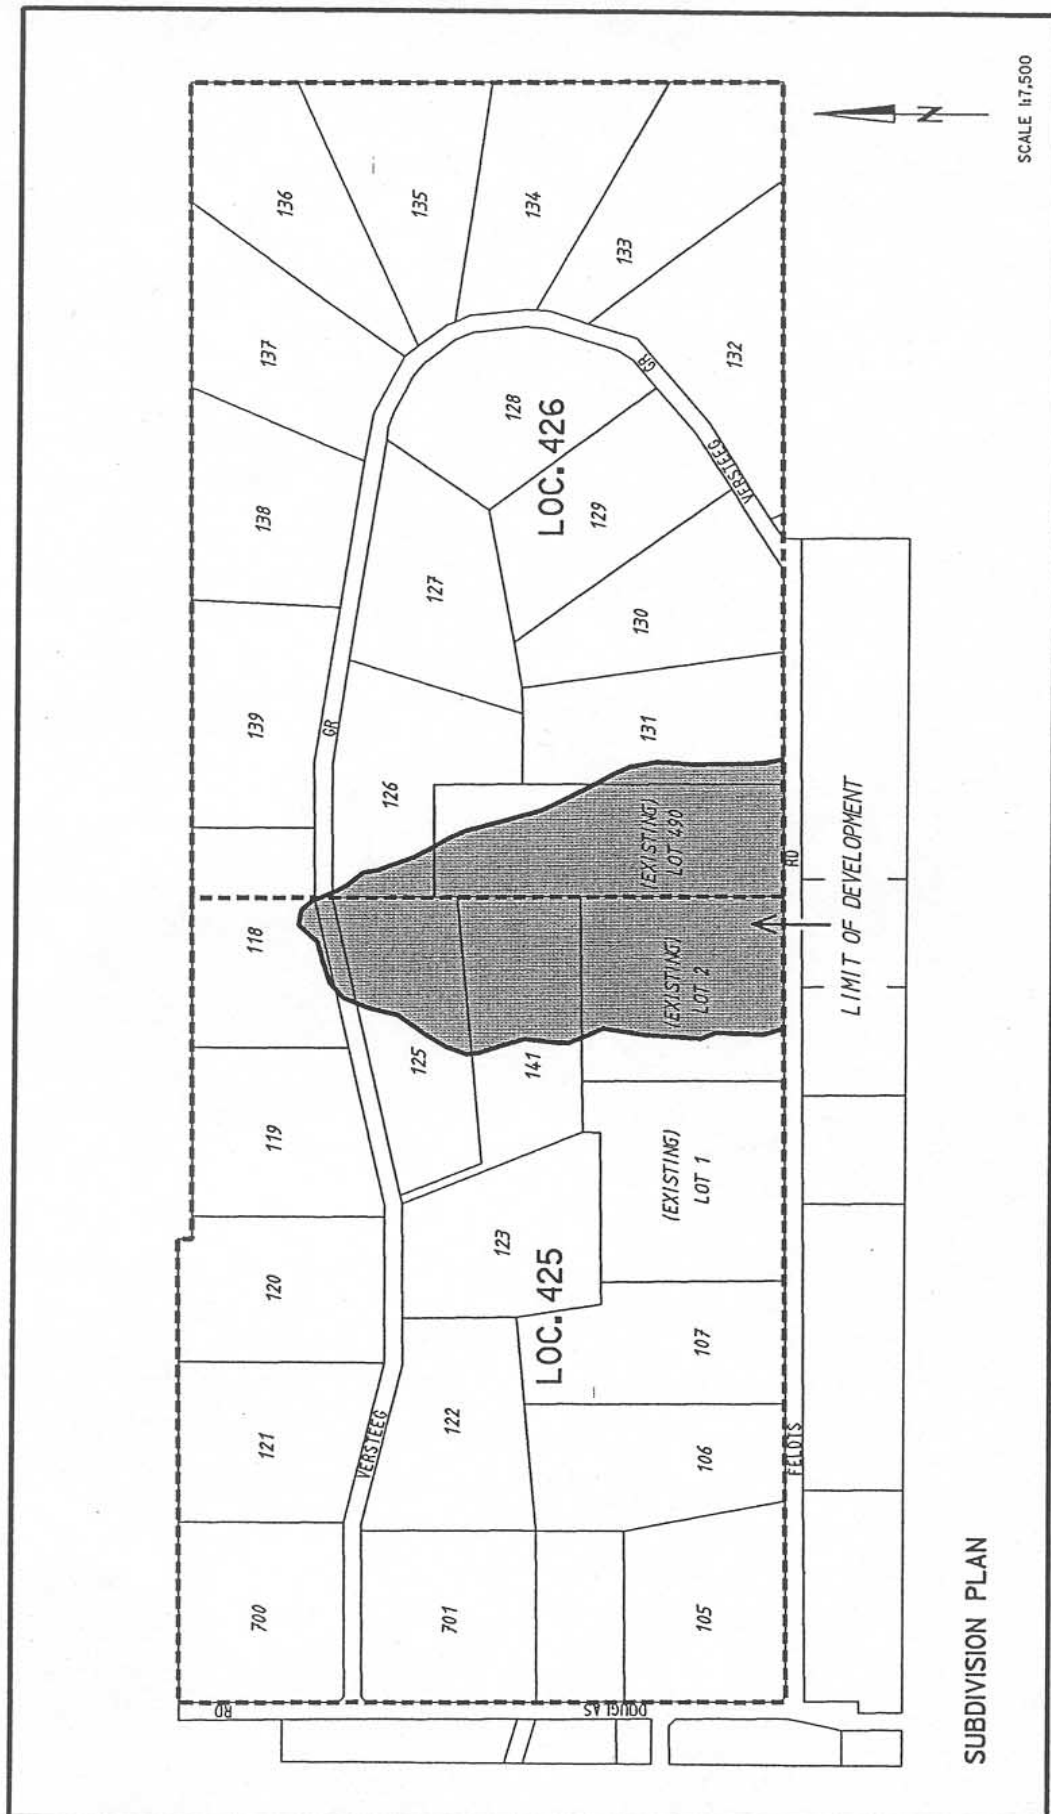 SUBDIVISION PLAN
SCALE 1:7,500
N
LIMIT OF DEVELOPMENT
LOC. 425
LOC. 426
700
121
120
119
118
139
138
137
136
135
134
133
132
701
122
123
125
141
126
127
128
129
130
131
105
106
107
(EXISTING)
LOT 1
(EXISTING)
LOT 2
(EXISTING)
LOT 490
VERSTEEG
GR
VERSTEEG
GR
DOUGLAS
RD
FELOTS
RD